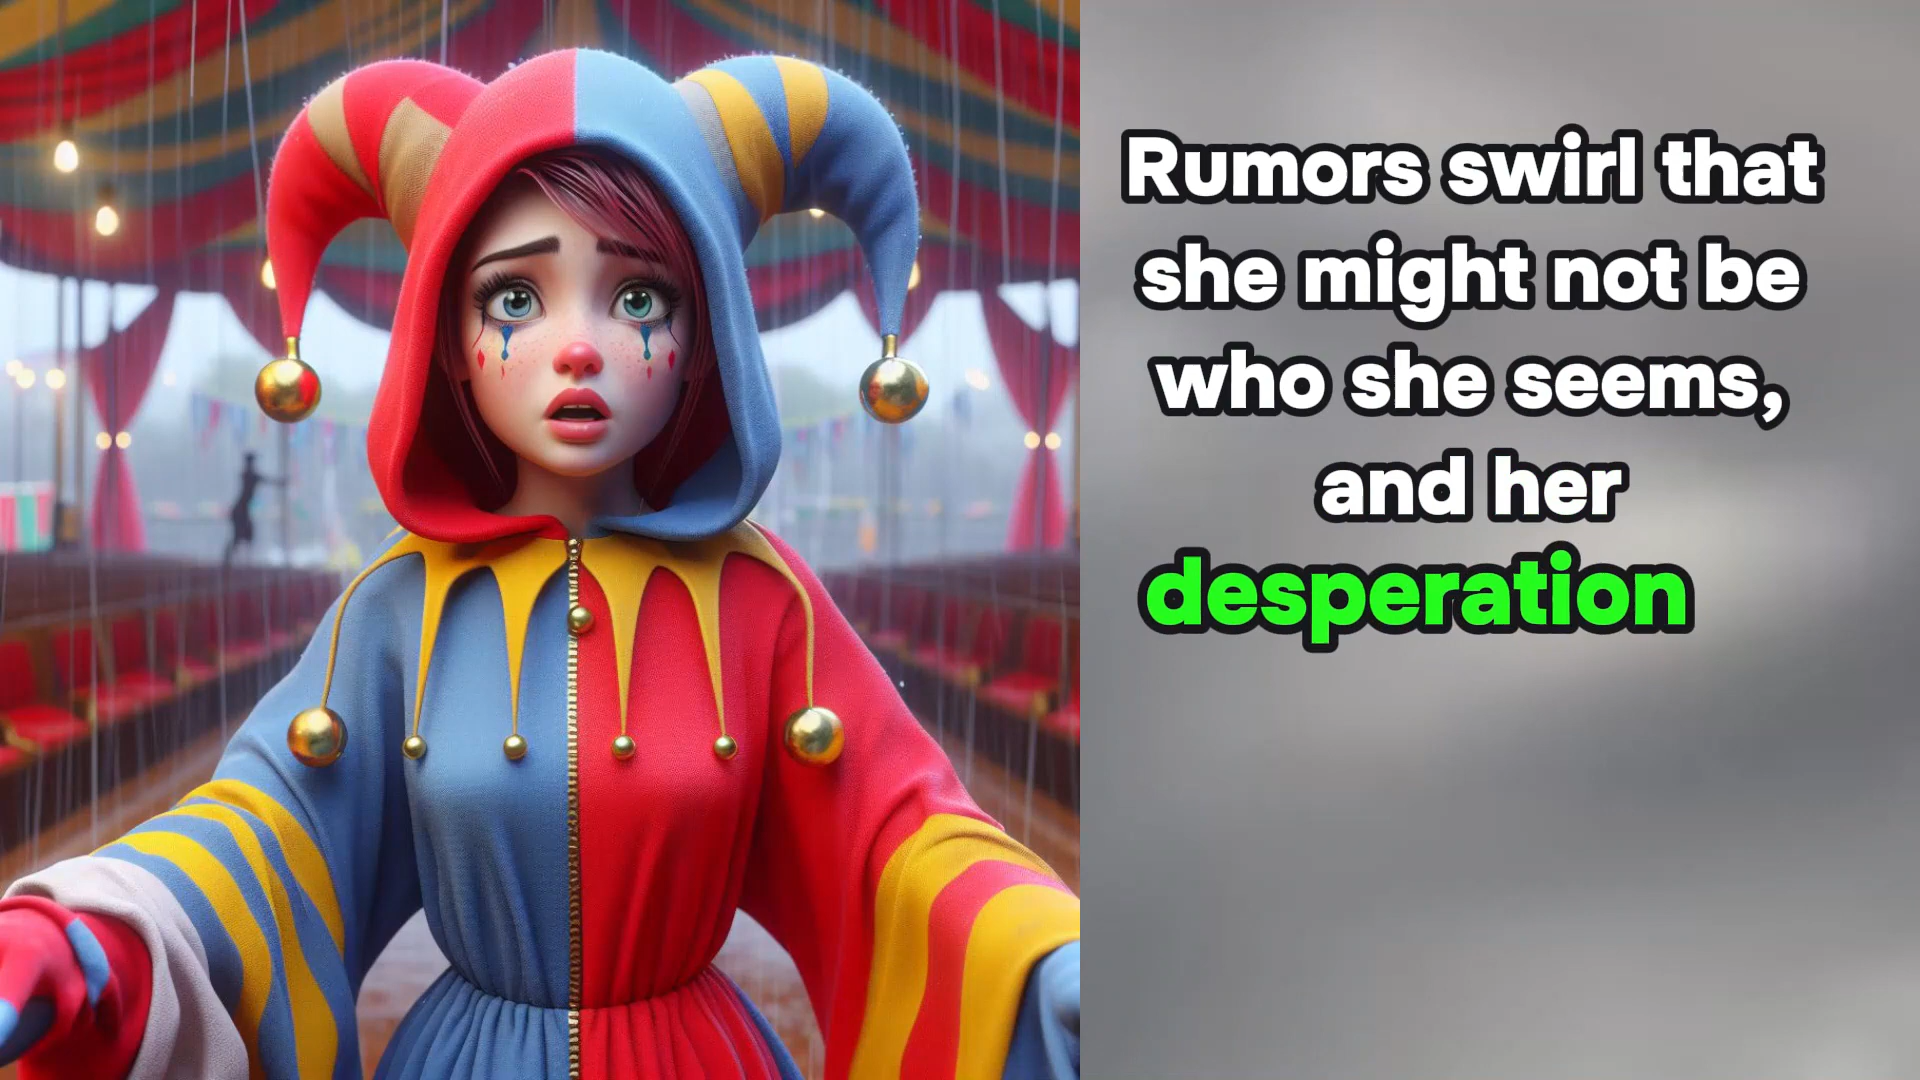 Rumors swirl that
she might not be
who she seems,
and her
desperation